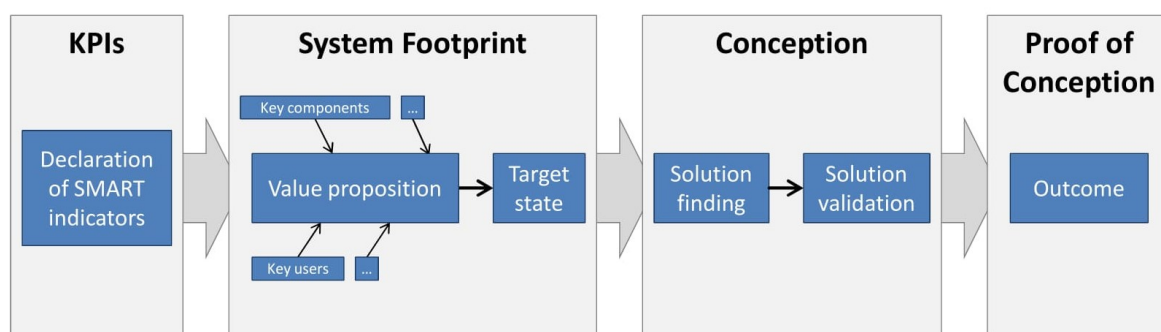 KPIs
Declaration
of SMART
indicators
System Footprint
Key components
...
Value proposition
Target
state
Key users
...
Conception
Solution
finding
Solution
validation
Proof of
Conception
Outcome